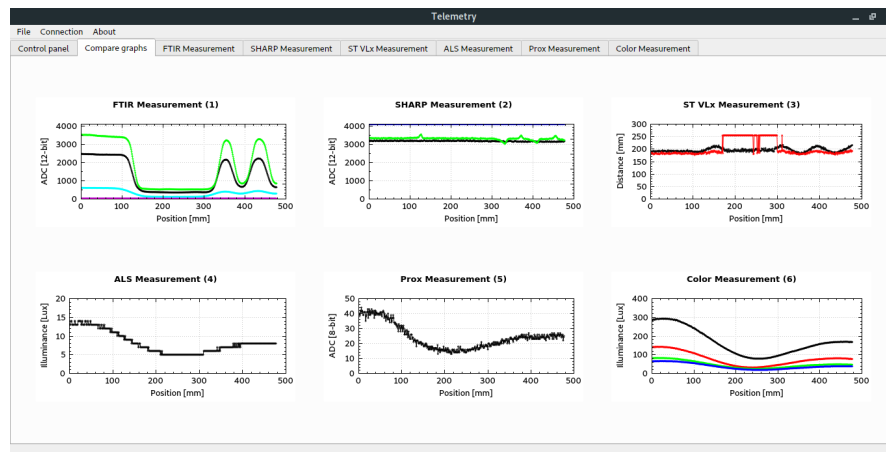 Telemetry
File Connection About
Control panel Compare graphs FTIR Measurement SHARP Measurement ST VLx Measurement ALS Measurement Prox Measurement Color Measurement
FTIR Measurement (1)
ADC [12-bit]
4000
3000
2000
1000
0
0 100 200 300 400 500
Position [mm]
SHARP Measurement (2)
ADC [12-bit]
4000
3000
2000
1000
0
0 100 200 300 400 500
Position [mm]
ST VLx Measurement (3)
Distance [mm]
300
250
200
150
100
50
0
0 100 200 300 400 500
Position [mm]
ALS Measurement (4)
Illuminance [Lux]
20
15
10
5
0
0 100 200 300 400 500
Position [mm]
Prox Measurement (5)
ADC [8-bit]
50
40
30
20
10
0
0 100 200 300 400 500
Position [mm]
Color Measurement (6)
Illuminance [Lux]
400
300
200
100
0
0 100 200 300 400 500
Position [mm]